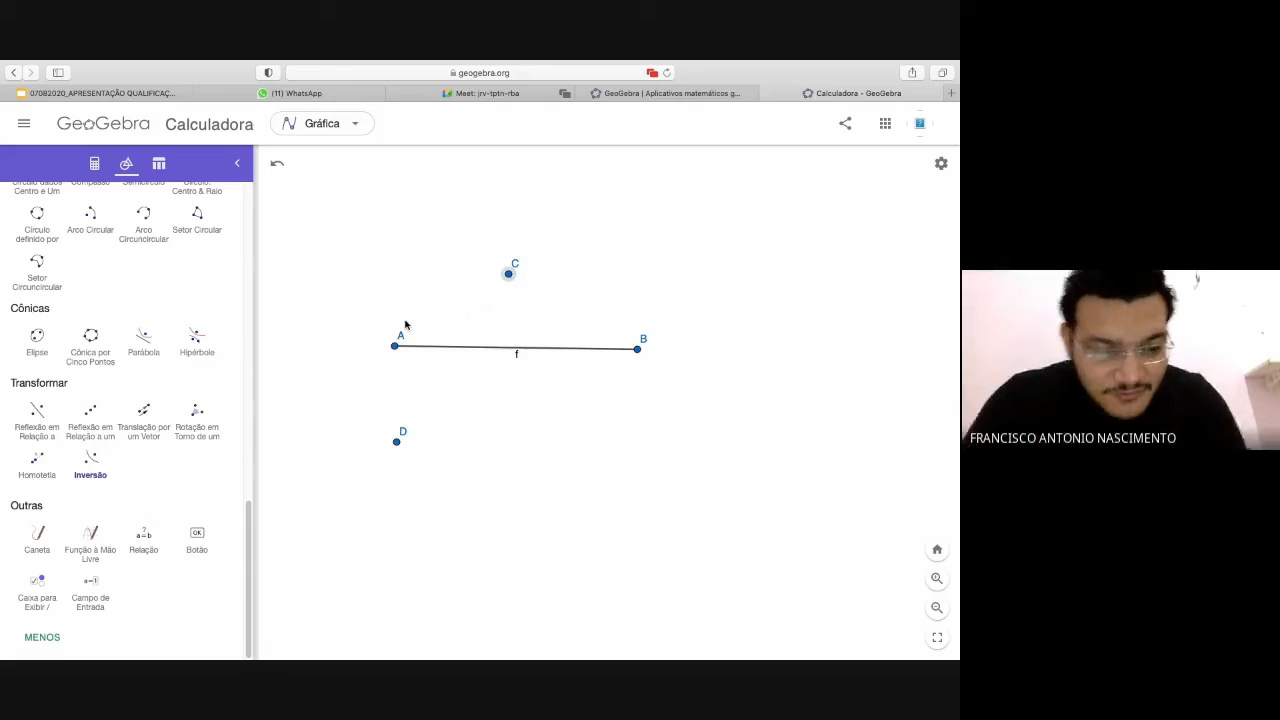 geogebra.org
07082020_APRESENTAÇÃO QUALIFICAÇ...
(11) WhatsApp
Meet: jrv-tptn-rba
GeoGebra | Aplicativos matemáticos g...
Calculadora - GeoGebra
GeoGebra Calculadora
Gráfica
Círculo dados Compasso Semicírculo Círculo:
Centro e Um
Centro & Raio
Círculo Arco Circular Arco Setor Circular
definido por
Circuncircular
Setor
Circuncircular
Cônicas
Elipse Cônica por Parábola Hipérbole
Cinco Pontos
Transformar
Reflexão em Reflexão em Translação por Rotação em
Relação a Relação a um um Vetor Torno de um
Homotetia Inversão
Outras
a=b
OK
Caneta Função à Mão Relação Botão
Livre
a=1
Caixa para Campo de
Exibir / Entrada
MENOS
C
A
B
f
D
FRANCISCO ANTONIO NASCIMENTO